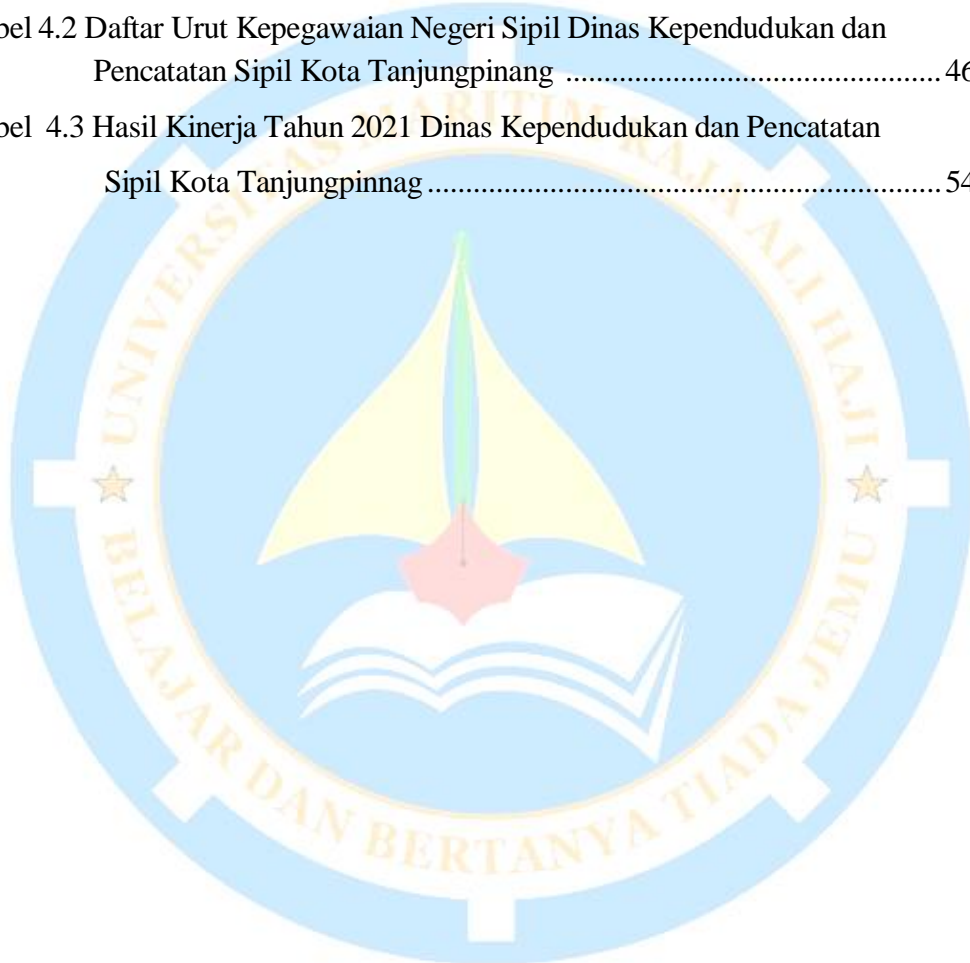 bel 4.2 Daftar Urut Kepegawaian Negeri Sipil Dinas Kependudukan dan
Pencatatan Sipil Kota Tanjungpinang ................................................. 46
bel 4.3 Hasil Kinerja Tahun 2021 Dinas Kependudukan dan Pencatatan
Sipil Kota Tanjungpinnag ................................................................... 54
UNIVERSITAS MARITIM RAJA ALI HAJI
BELAJAR DAN BERTANYA TIADA JEMU